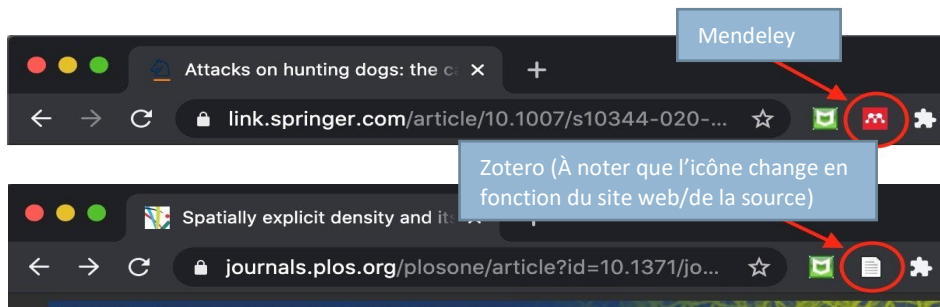 Mendeley
Attacks on hunting dogs: the c
link.springer.com/article/10.1007/s10344-020-...
Zotero (À noter que l'icône change en
fonction du site web/de la source)
Spatially explicit density and it
journals.plos.org/plosone/article?id=10.1371/jo...